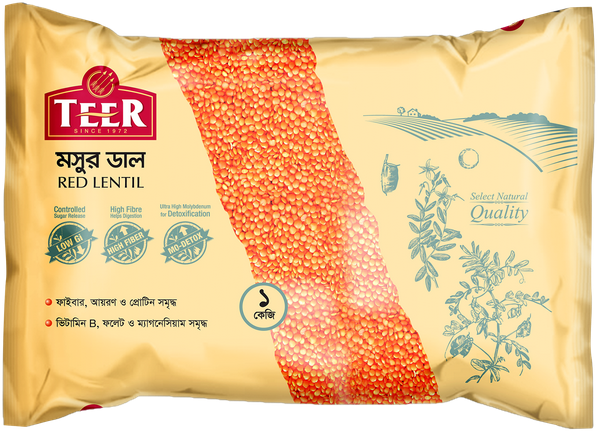 TEER
SINCE 1972
মসুর ডাল
RED LENTIL
Controlled
Sugar Release
LOW GI
High Fibre
Helps Digestion
HIGH FIBER
Ultra High Molybdenum
for Detoxification
MO-DETOX
ফাইবার, আয়রণ ও প্রোটিন সমৃদ্ধ
ভিটামিন B, ফলেট ও ম্যাগনেসিয়াম সমৃদ্ধ
১
কেজি
Select Natural
Quality